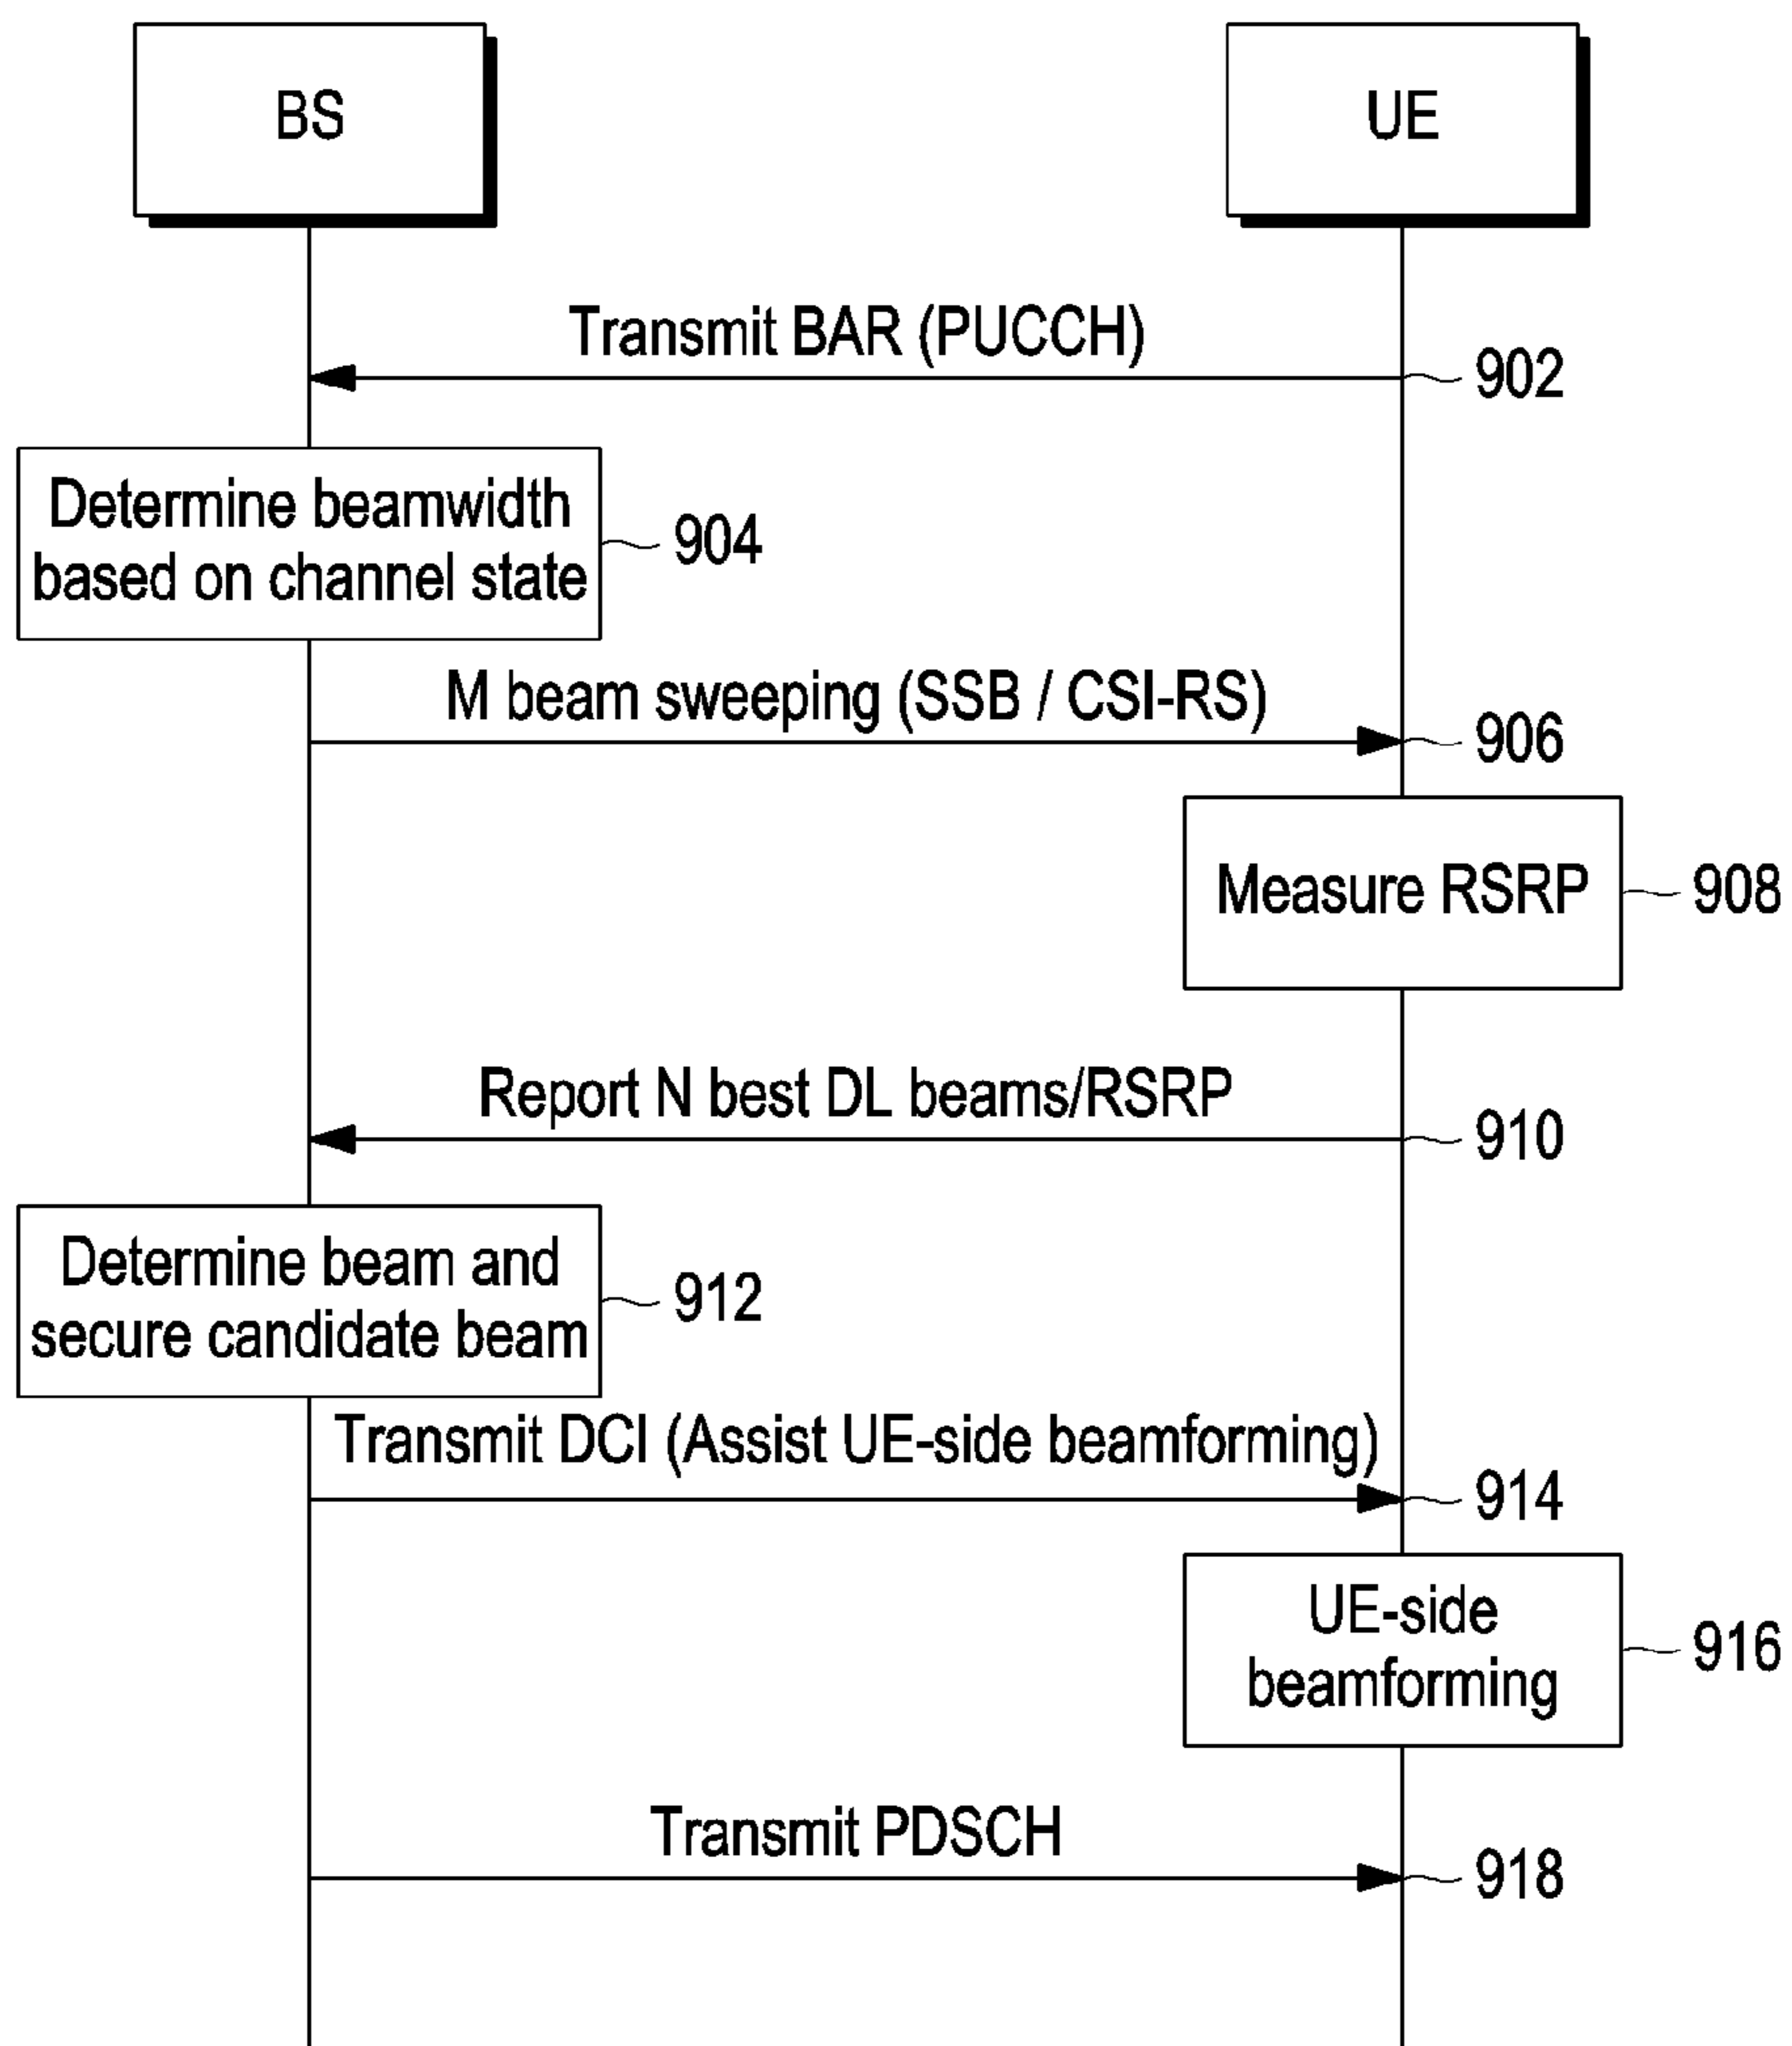 BS
UE
Transmit BAR (PUCCH)
902
Determine beamwidth
based on channel state
904
M beam sweeping (SSB / CSI-RS)
906
Measure RSRP
908
Report N best DL beams/RSRP
910
Determine beam and
secure candidate beam
912
Transmit DCI (Assist UE-side beamforming)
914
UE-side
beamforming
916
Transmit PDSCH
918